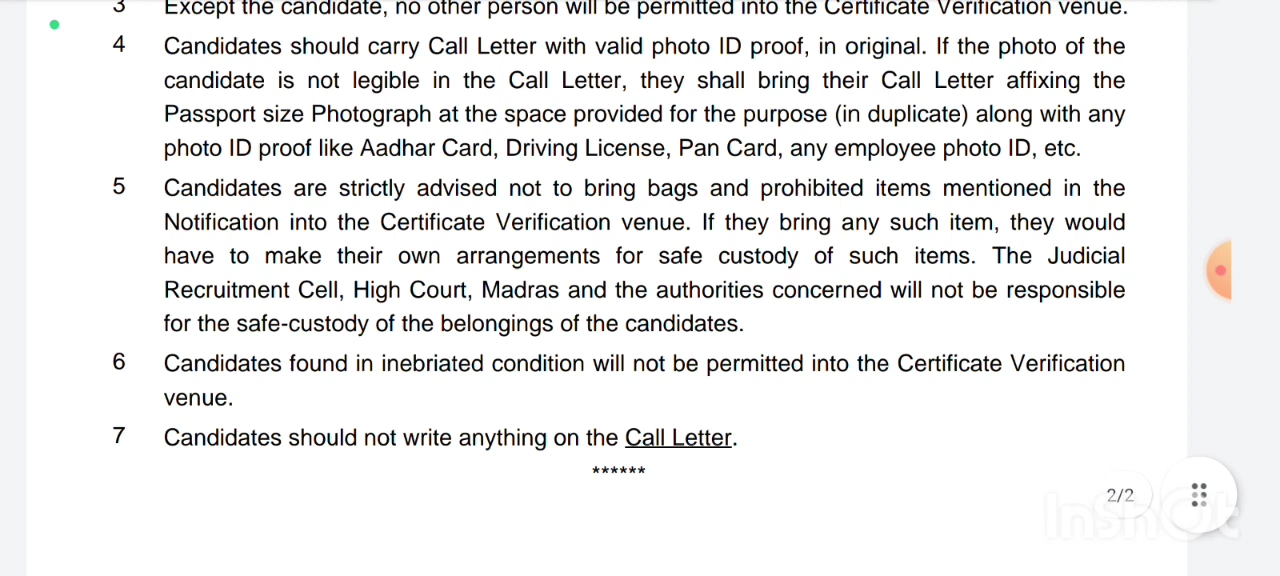 3 Except the candidate, no other person will be permitted into the Certificate Verification venue.
4 Candidates should carry Call Letter with valid photo ID proof, in original. If the photo of the
candidate is not legible in the Call Letter, they shall bring their Call Letter affixing the
Passport size Photograph at the space provided for the purpose (in duplicate) along with any
photo ID proof like Aadhar Card, Driving License, Pan Card, any employee photo ID, etc.
5 Candidates are strictly advised not to bring bags and prohibited items mentioned in the
Notification into the Certificate Verification venue. If they bring any such item, they would
have to make their own arrangements for safe custody of such items. The Judicial
Recruitment Cell, High Court, Madras and the authorities concerned will not be responsible
for the safe-custody of the belongings of the candidates.
6 Candidates found in inebriated condition will not be permitted into the Certificate Verification
venue.
7 Candidates should not write anything on the Call Letter.
******
2/2
InShOt